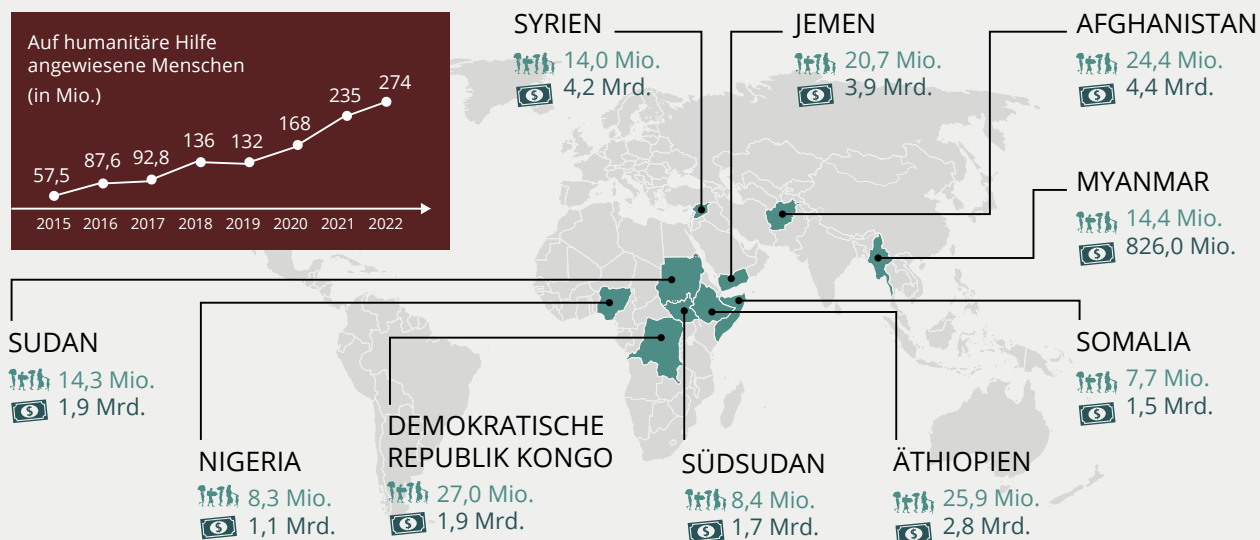 Auf humanitäre Hilfe
angewiesene Menschen
(in Mio.)
57,5
87,6
92,8
136
132
168
235
274
2015 2016 2017 2018 2019 2020 2021 2022
SYRIEN
14,0 Mio.
4,2 Mrd.
JEMEN
20,7 Mio.
3,9 Mrd.
AFGHANISTAN
24,4 Mio.
4,4 Mrd.
MYANMAR
14,4 Mio.
826,0 Mio.
SUDAN
14,3 Mio.
1,9 Mrd.
NIGERIA
8,3 Mio.
1,1 Mrd.
DEMOKRATISCHE
REPUBLIK KONGO
27,0 Mio.
1,9 Mrd.
SÜDSUDAN
8,4 Mio.
1,7 Mrd.
ÄTHIOPIEN
25,9 Mio.
2,8 Mrd.
SOMALIA
7,7 Mio.
1,5 Mrd.